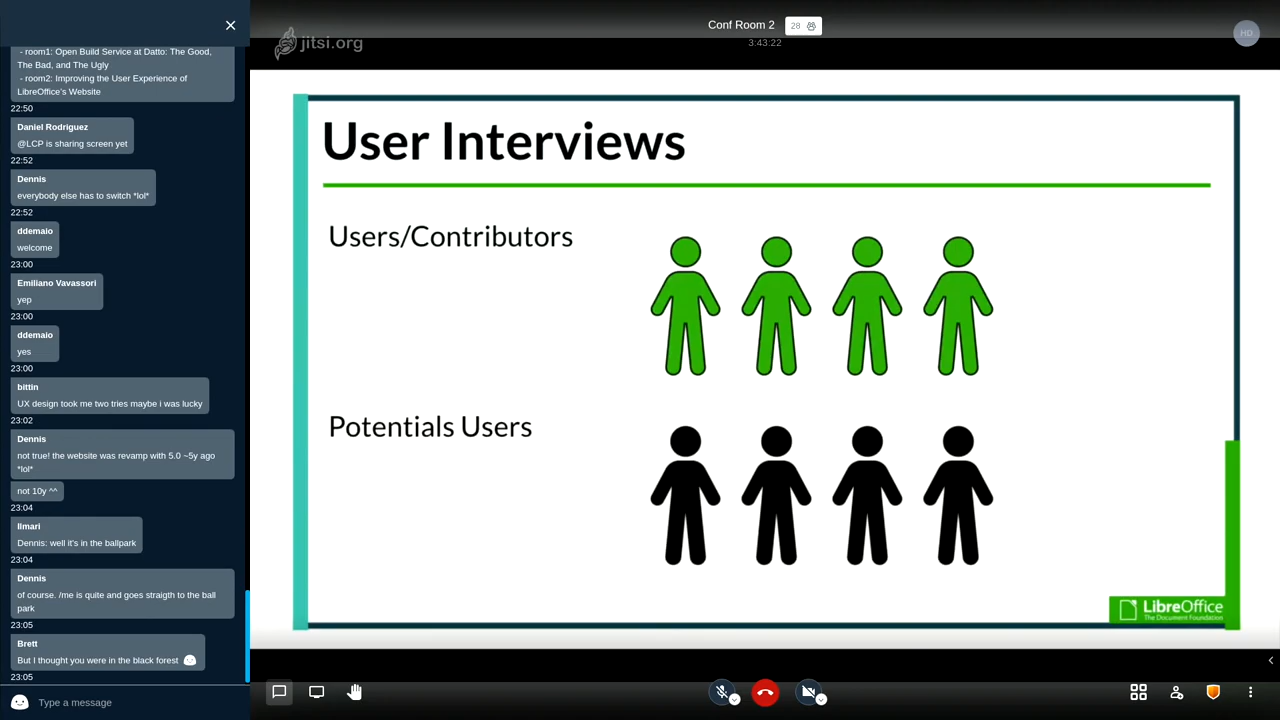 - room1: Open Build Service at Datto: The Good,
The Bad, and The Ugly
- room2: Improving the User Experience of
LibreOffice's Website
22:50
Daniel Rodriguez
@LCP is sharing screen yet
22:52
Dennis
everybody else has to switch *lol*
22:52
ddemaio
welcome
23:00
Emiliano Vavassori
yep
23:00
ddemaio
yes
23:00
bittin
UX design took me two tries maybe i was lucky
23:02
Dennis
not true! the website was revamp with 5.0 ~5y ago
*lol*
not 10y ^^
23:04
Ilmari
Dennis: well it's in the ballpark
23:04
Dennis
of course. /me is quite and goes straigth to the ball
park
23:05
Brett
But I thought you were in the black forest
23:05
Type a message
jitsi.org
Conf Room 2
28
3:43:22
HD
User Interviews
Users/Contributors
Potentials Users
LibreOffice
The Document Foundation